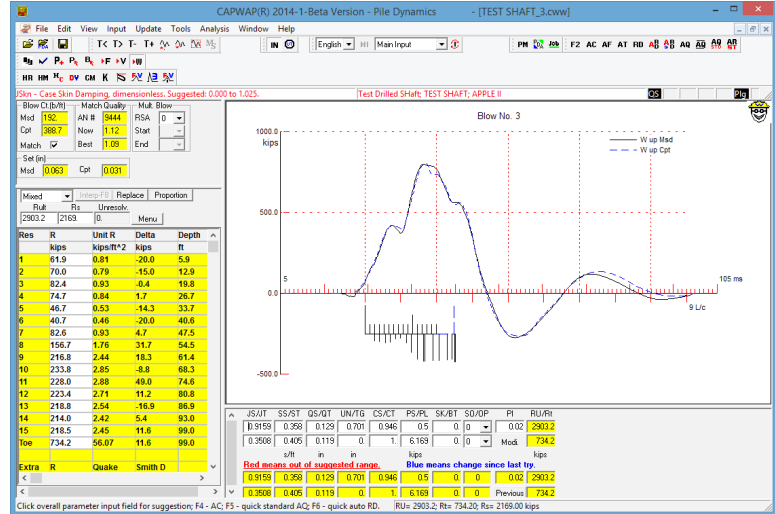 CAPWAP(R) 2014-1-Beta Version - Pile Dynamics - [TEST SHAFT_3.cww]
File Edit View Input Update Tools Analysis Window Help
T< T> T- T+ IN English HI Main Input PM Job F2 AC AF AT RD AB AB AQ AQ
HR HM Hc DV CM K
JSkn - Case Skin Damping, dimensionless. Suggested: 0.000 to 1.025. Test Drilled SHaft; TEST SHAFT; APPLE II QS Plg
Blow Ct.(b/ft) Match Quality Mult. Blow
Msd 192. AN # 9444 RSA 0
Cpt 388.7 Now 1.12 Start
Match Best 1.09 End
Set (in)
Msd 0.063 Cpt 0.031
Mixed Interp-FB Replace Proportion
Rult Rs Unresolv.
2903.2 2169. 0. Menu
Res R Unit R Delta Depth
kips kips/ft^2 kips ft
1 61.9 0.81 -20.0 5.9
2 70.0 0.79 -15.0 12.9
3 82.4 0.93 -0.4 19.8
4 74.7 0.84 1.7 26.7
5 46.7 0.53 -14.3 33.7
6 40.7 0.46 -20.0 40.6
7 82.6 0.93 4.7 47.5
8 156.7 1.76 31.7 54.5
9 216.8 2.44 18.3 61.4
10 233.8 2.85 -8.8 68.3
11 228.0 2.88 49.0 74.6
12 223.4 2.71 11.2 80.8
13 218.8 2.54 -16.9 86.9
14 214.0 2.42 5.4 93.0
15 218.5 2.45 11.6 99.0
Toe 734.2 56.07 11.6 99.0
Extra R Quake Smith D
Blow No. 3
1000.0
kips
W up Msd
W up Cpt
500.0
5
105 ms
0.0
9 L/c
-500.0
JS/JT SS/ST QS/QT UN/TG CS/CT PS/PL SK/BT SO/OP PI RU/Rt
0.9159 0.358 0.129 0.701 0.946 0.5 0. 0 0.02 2903.2
0.3508 0.405 0.119 0. 1. 6.169 0. 0 Modi. 734.2
s/ft in in kips kips
Red means out of suggested range. Blue means change since last try.
0.9159 0.358 0.129 0.701 0.946 0.5 0. 0 0.02 2903.2
0.3508 0.405 0.119 0. 1. 6.169 0. 0 Previous 734.2
Click overall parameter input field for suggestion; F4 - AC; F5 - quick standard AQ; F6 - quick auto RD. RU= 2903.2; Rt= 734.20; Rs= 2169.00 kips